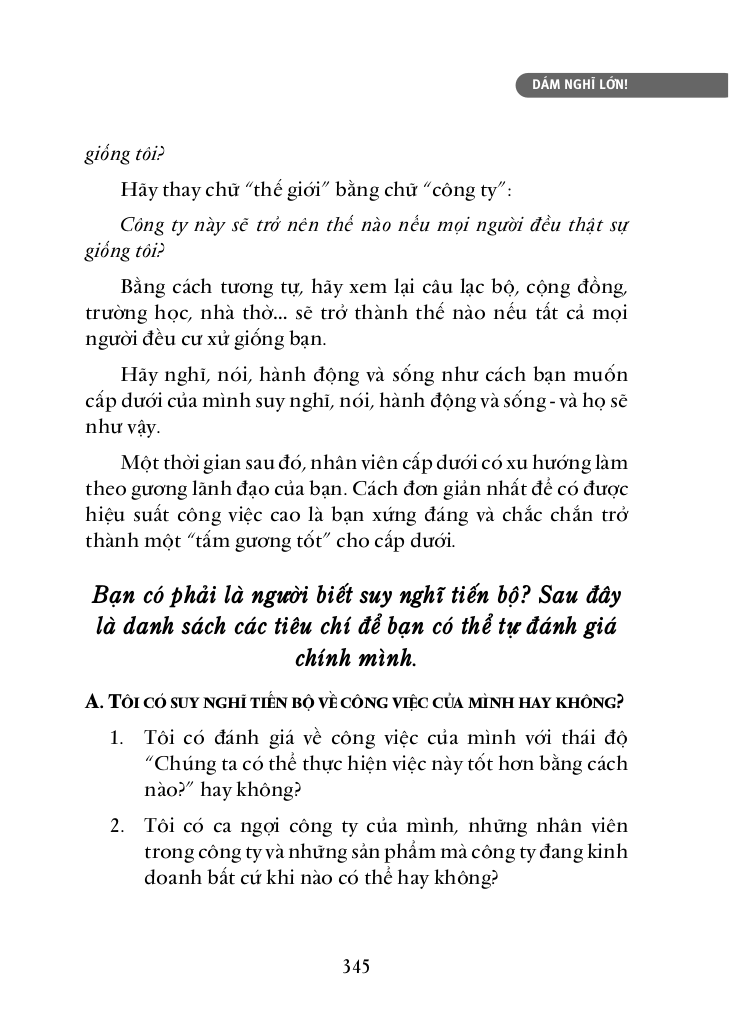 DÁM NGHĨ LỚN!
giống tôi?
Hãy thay chữ “thế giới” bằng chữ “công ty”:
Công ty này sẽ trở nên thế nào nếu mọi người đều thật sự
giống tôi?
Bằng cách tương tự, hãy xem lại câu lạc bộ, cộng đồng,
trường học, nhà thờ... sẽ trở thành thế nào nếu tất cả mọi
người đều cư xử giống bạn.
Hãy nghĩ, nói, hành động và sống như cách bạn muốn
cấp dưới của mình suy nghĩ, nói, hành động và sống - và họ sẽ
như vậy.
Một thời gian sau đó, nhân viên cấp dưới có xu hướng làm
theo gương lãnh đạo của bạn. Cách đơn giản nhất để có được
hiệu suất công việc cao là bạn xứng đáng và chắc chắn trở
thành một “tấm gương tốt” cho cấp dưới.
Bạn có phải là người biết suy nghĩ tiến bộ? Sau đây
là danh sách các tiêu chí để bạn có thể tự đánh giá
chính mình.
A. TÔI CÓ SUY NGHĨ TIẾN BỘ VỀ CÔNG VIỆC CỦA MÌNH HAY KHÔNG?
1. Tôi có đánh giá về công việc của mình với thái độ
“Chúng ta có thể thực hiện việc này tốt hơn bằng cách
nào?” hay không?
2. Tôi có ca ngợi công ty của mình, những nhân viên
trong công ty và những sản phẩm mà công ty đang kinh
doanh bất cứ khi nào có thể hay không?
345